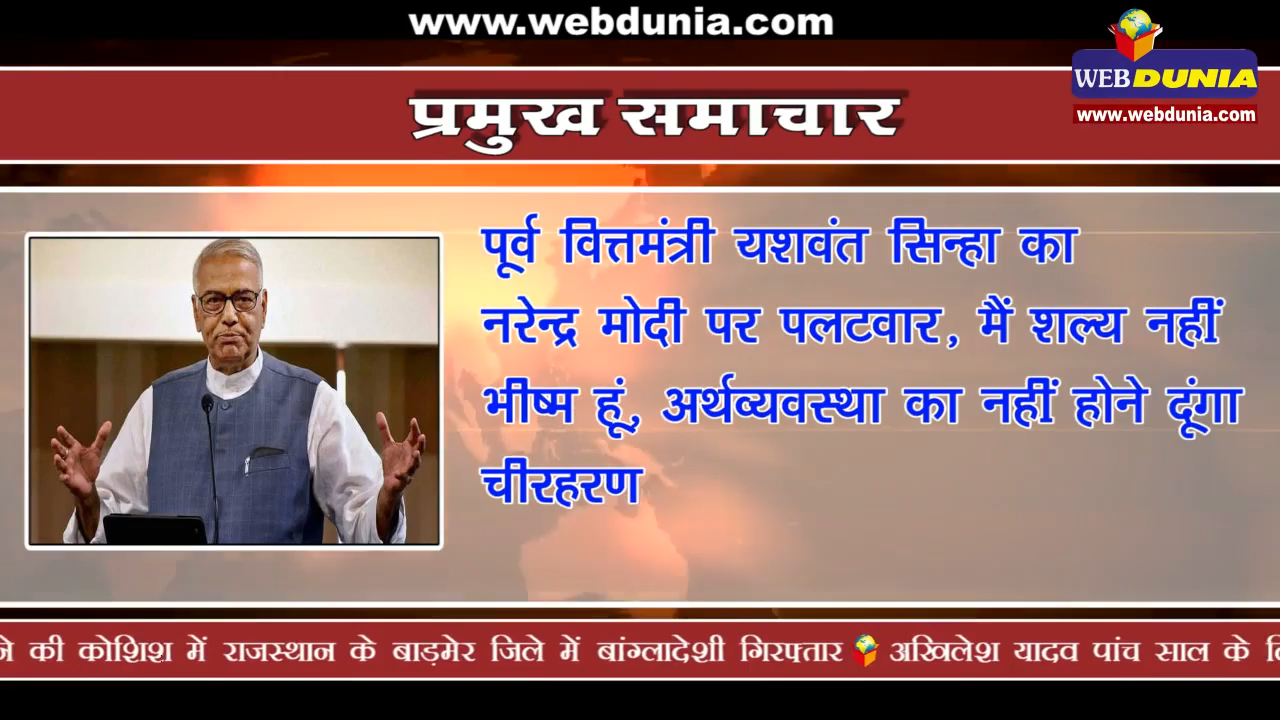 www.webdunia.com
WEBDUNIA
www.webdunia.com
प्रमुख समाचार
पूर्व वित्तमंत्री यशवंत सिन्हा का
नरेन्द्र मोदी पर पलटवार, मैं शल्य नहीं
भीष्म हूं, अर्थव्यवस्था का नहीं होने दूंगा
चीरहरण
की कोशिश में राजस्थान के बाड़मेर जिले में बांग्लादेशी गिरफ्तार अखिलेश यादव पांच साल के